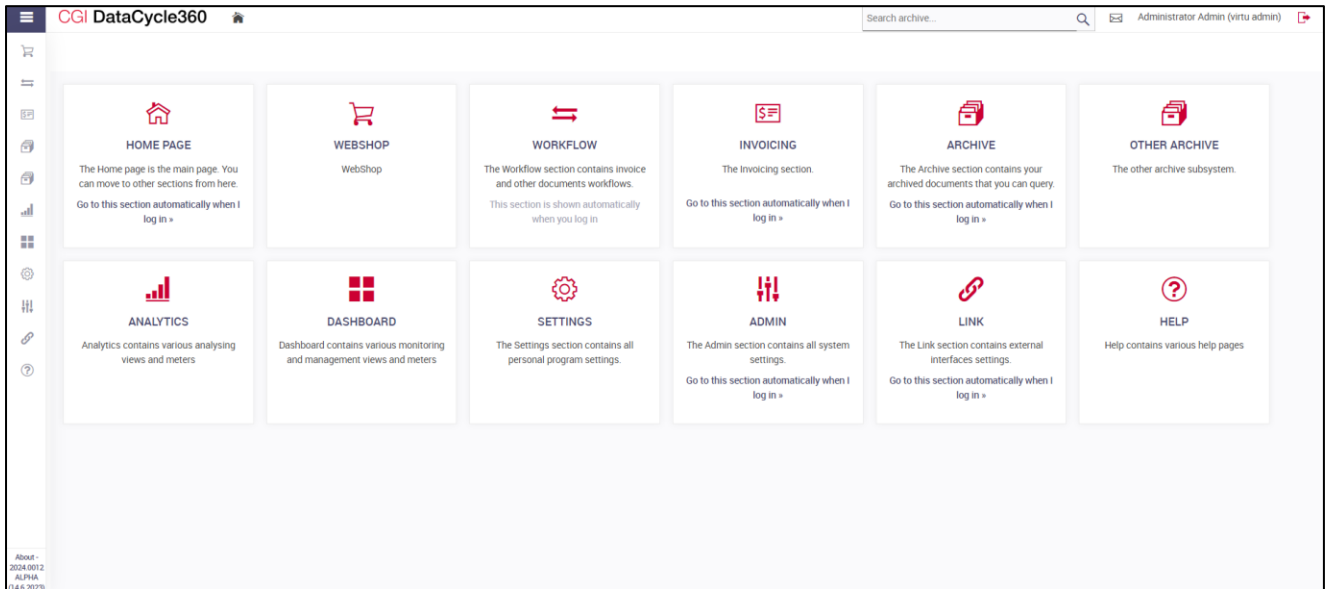 CGI DataCycle360
Search archive...
Administrator Admin (virtu admin)
HOME PAGE
The Home page is the main page. You
can move to other sections from here.
Go to this section automatically when I
log in »
WEBSHOP
WebShop
WORKFLOW
The Workflow section contains invoice
and other documents workflows.
This section is shown automatically
when you log in
INVOICING
The Invoicing section.
Go to this section automatically when I
log in »
ARCHIVE
The Archive section contains your
archived documents that you can query.
Go to this section automatically when I
log in »
OTHER ARCHIVE
The other archive subsystem.
ANALYTICS
Analytics contains various analysing
views and meters
DASHBOARD
Dashboard contains various monitoring
and management views and meters
SETTINGS
The Settings section contains all
personal program settings.
ADMIN
The Admin section contains all system
settings.
Go to this section automatically when I
log in »
LINK
The Link section contains external
interfaces settings.
Go to this section automatically when I
log in »
HELP
Help contains various help pages
About -
2024.0012
ALPHA
(14.6.2023)